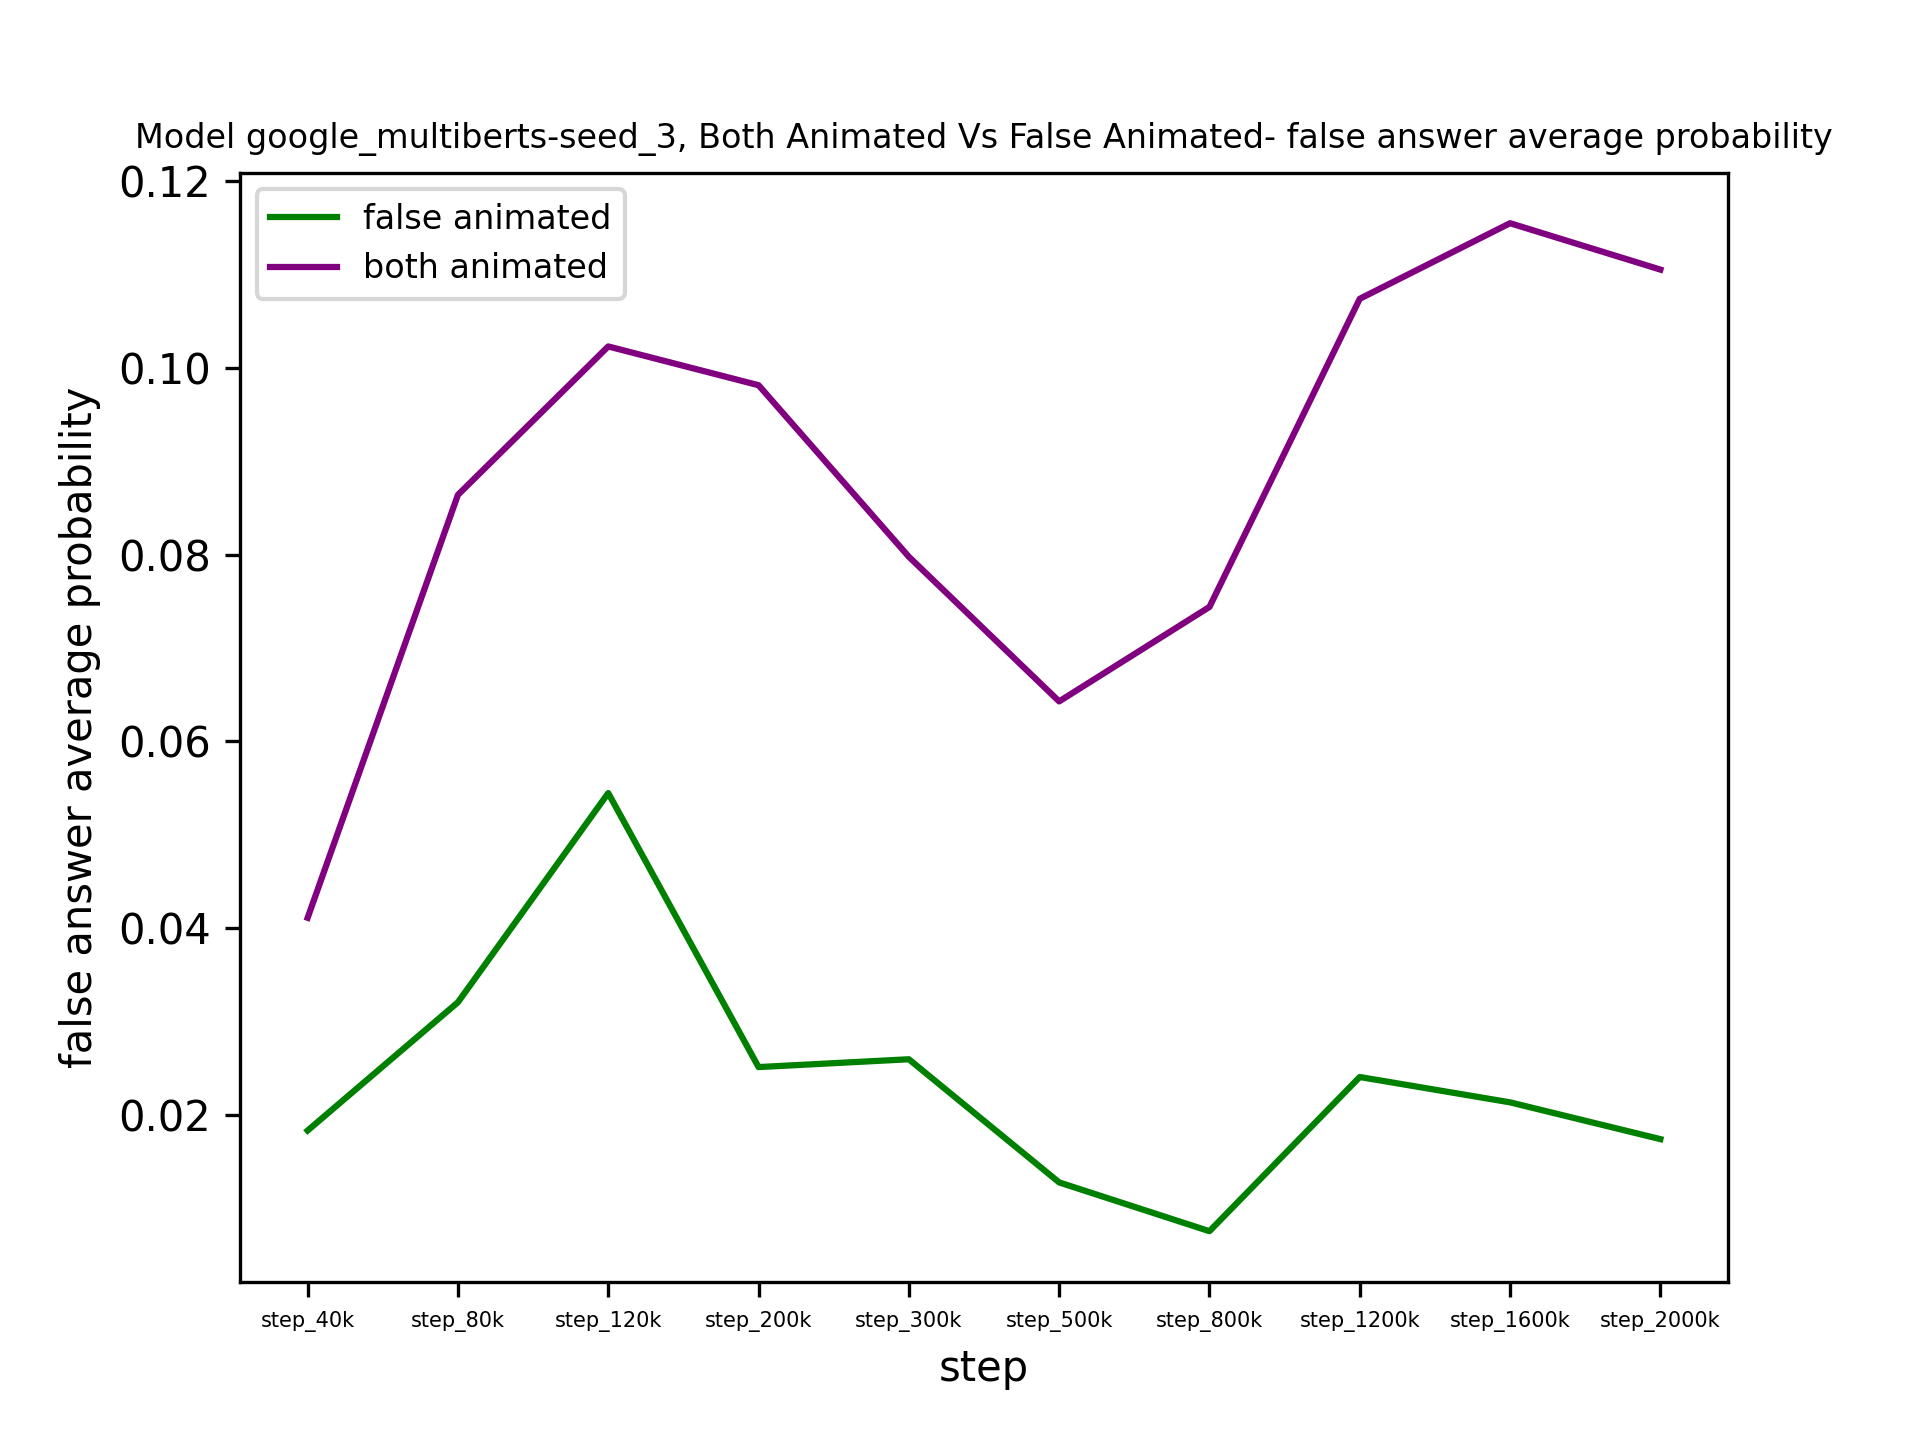 Model google_multiberts-seed_3, Both Animated Vs False Animated- false answer average probability
false animated
both animated
0.12
0.10
0.08
0.06
0.04
0.02
false answer average probability
step_40k step_80k step_120k step_200k step_300k step_500k step_800k step_1200k step_1600k step_2000k
step